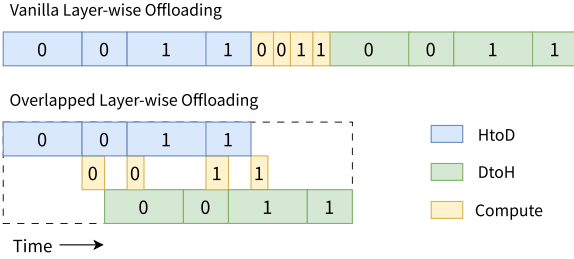 Vanilla Layer-wise Offloading
0 0 1 1 0 0 1 1 0 0 1 1
Overlapped Layer-wise Offloading
0 0 1 1
0 0 1 1
0 0 1 1
HtoD
DtoH
Compute
Time